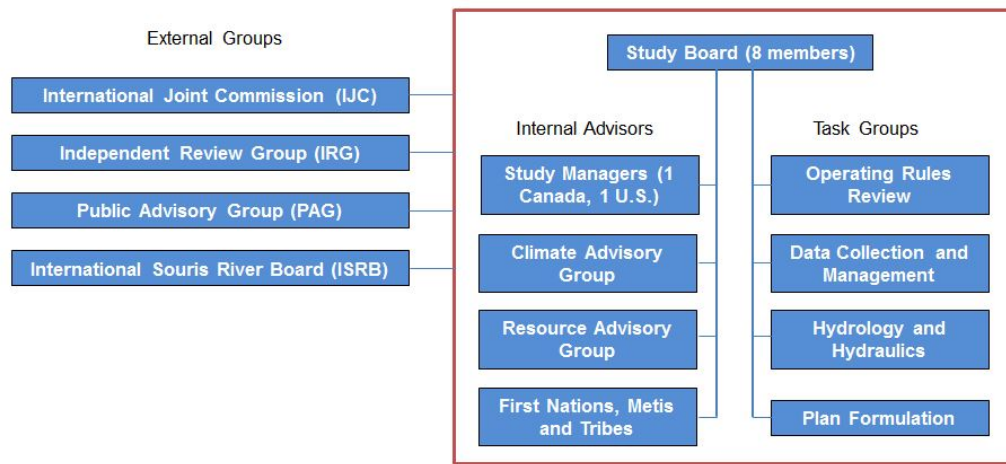 External Groups
International Joint Commission (IJC)
Independent Review Group (IRG)
Public Advisory Group (PAG)
International Souris River Board (ISRB)
Study Board (8 members)
Internal Advisors
Study Managers (1
Canada, 1 U.S.)
Climate Advisory
Group
Resource Advisory
Group
First Nations, Metis
and Tribes
Task Groups
Operating Rules
Review
Data Collection and
Management
Hydrology and
Hydraulics
Plan Formulation